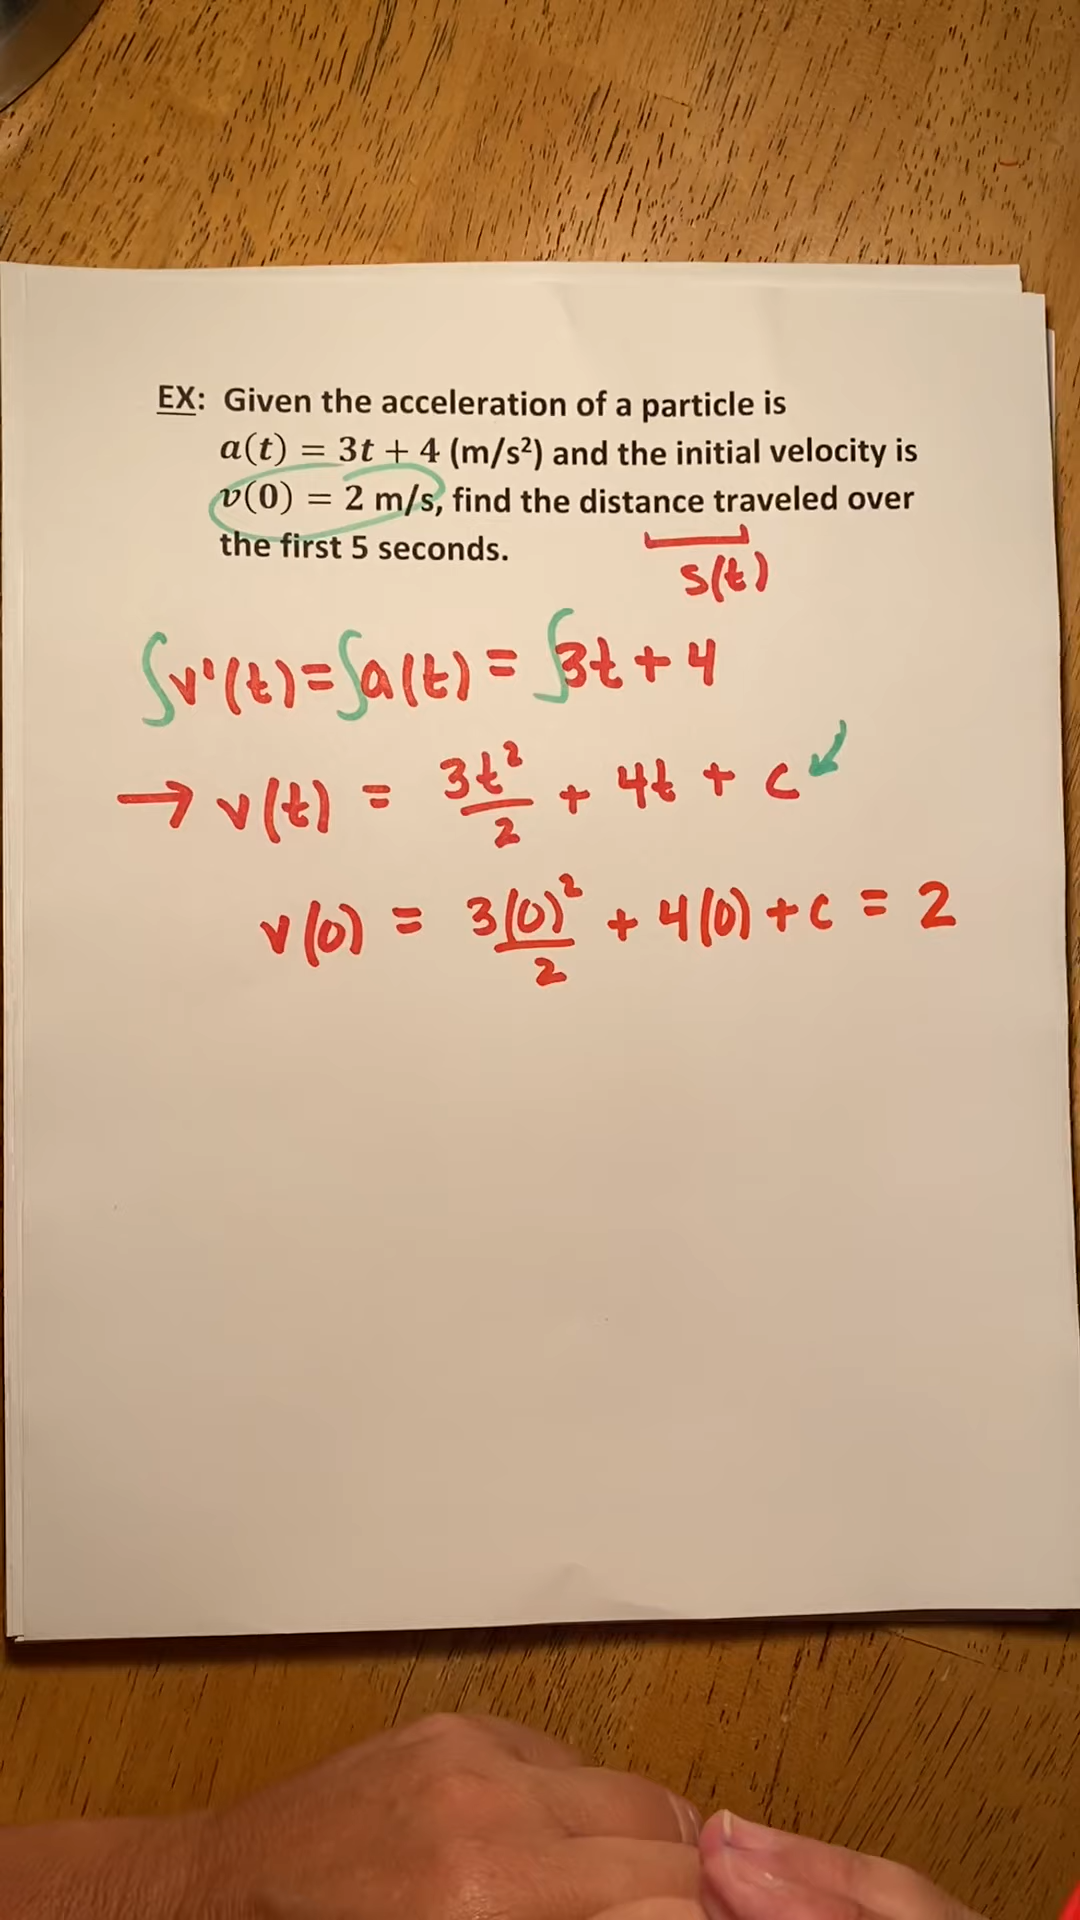 EX: Given the acceleration of a particle is
a(t) = 3t + 4 (m/s²) and the initial velocity is
v(0) = 2 m/s, find the distance traveled over
the first 5 seconds.
s(t)
∫v'(t) = ∫a(t) = ∫3t + 4
→ v(t) = 3t²/2 + 4t + c
v(0) = 3(0)²/2 + 4(0) + c = 2